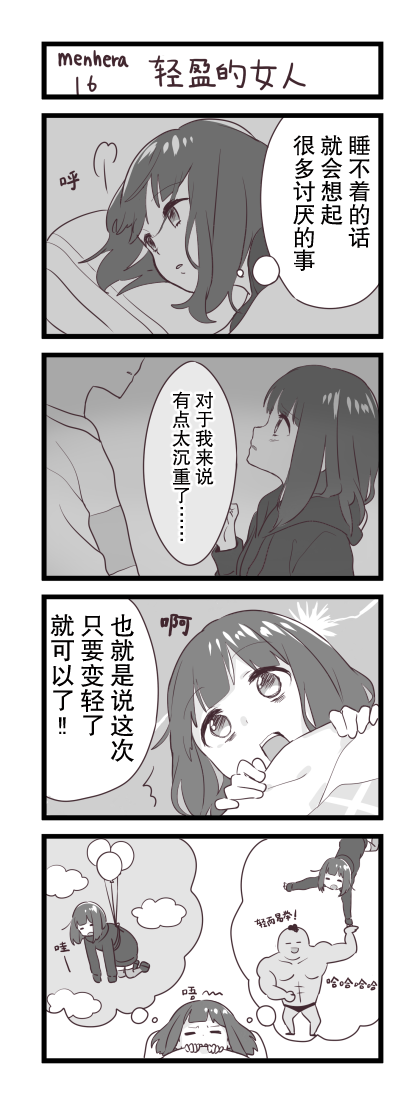 menhera
16
轻盈的女人
睡不着的话
就会想起
很多讨厌的事
呼
对于我来说
有点太沉重了……
啊
也就是说这次
只要变轻了
就可以了!!
轻而易举!
哈哈哈哈
哇—
唔~~